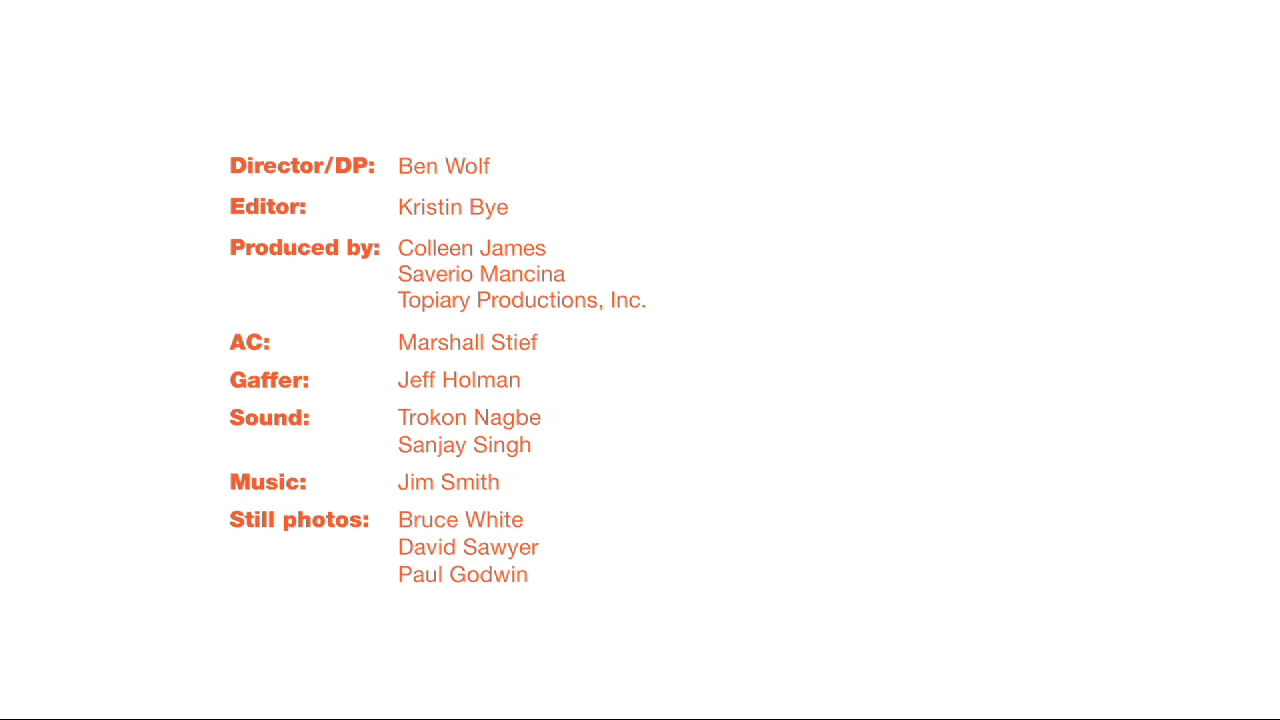 Director/DP: Ben Wolf
Editor: Kristin Bye
Produced by: Colleen James
Saverio Mancina
Topiary Productions, Inc.
AC: Marshall Stief
Gaffer: Jeff Holman
Sound: Trokon Nagbe
Sanjay Singh
Music: Jim Smith
Still photos: Bruce White
David Sawyer
Paul Godwin